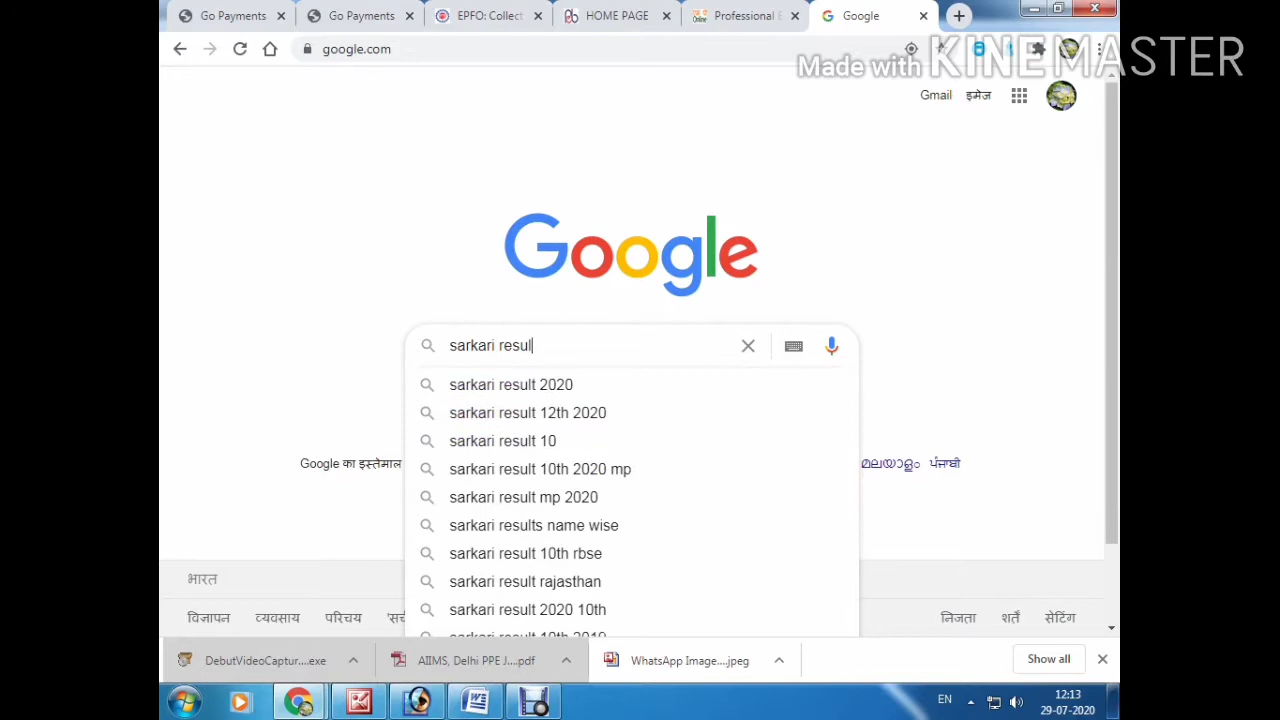 Go Payments
Go Payments
EPFO: Collect
HOME PAGE
Professional E
Google
google.com
Made with KINEMASTER
Gmail इमेज
Google
sarkari resul
sarkari result 2020
sarkari result 12th 2020
sarkari result 10
Google का इस्तेमाल മലയാളം ਪੰਜਾਬੀ
sarkari result 10th 2020 mp
sarkari result mp 2020
sarkari results name wise
sarkari result 10th rbse
भारत
sarkari result rajasthan
sarkari result 2020 10th
विज्ञापन व्यवसाय परिचय निजता शर्तें सेटिंग
DebutVideoCaptur....exe
AIIMS, Delhi PPE J....pdf
WhatsApp Image....jpeg
Show all
EN
12:13
29-07-2020